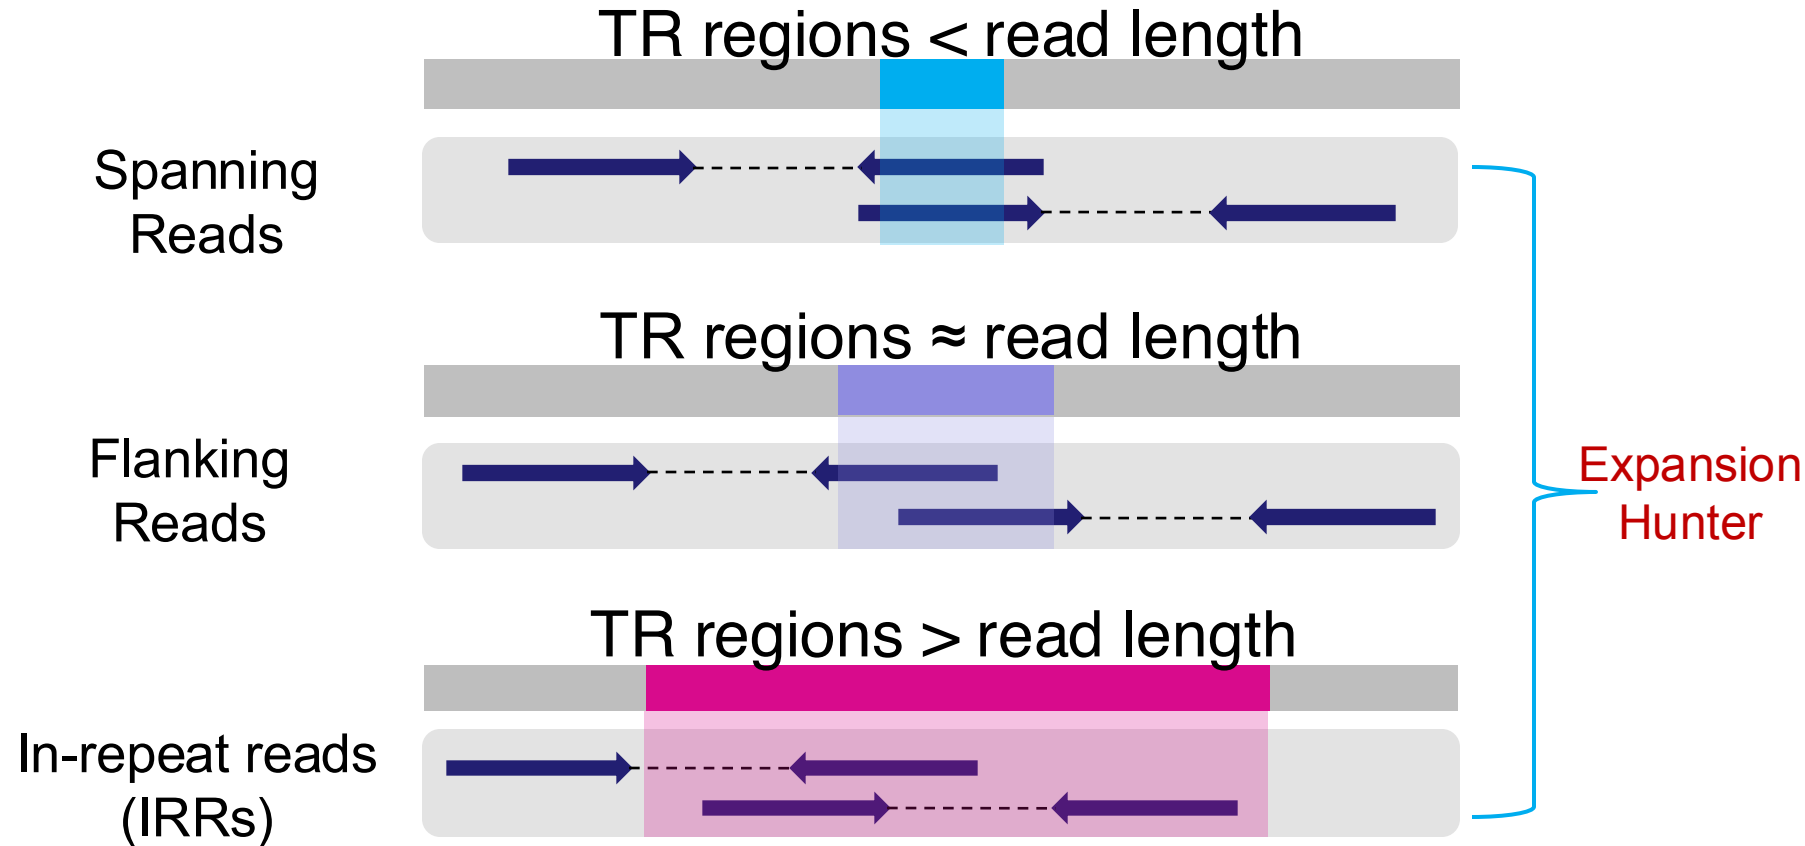 TR regions < read length
Spanning
Reads
TR regions ≈ read length
Flanking
Reads
Expansion
Hunter
TR regions > read length
In-repeat reads
(IRRs)